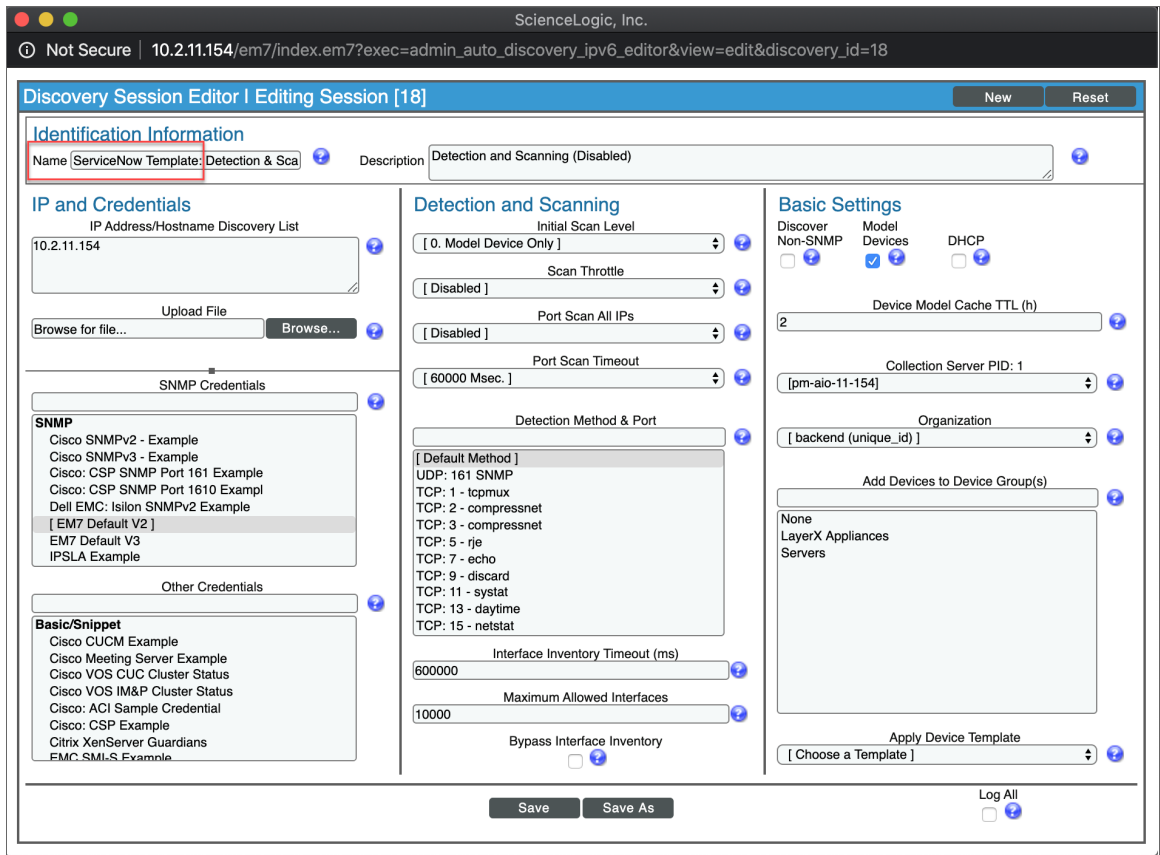 ScienceLogic, Inc.
Not Secure | 10.2.11.154/em7/index.em7?exec=admin_auto_discovery_ipv6_editor&view=edit&discovery_id=18
Discovery Session Editor | Editing Session [18]
New
Reset
Identification Information
Name
ServiceNow Template: Detection & Sca
Description
Detection and Scanning (Disabled)
IP and Credentials
IP Address/Hostname Discovery List
10.2.11.154
Upload File
Browse for file...
Browse...
SNMP Credentials
SNMP
Cisco SNMPv2 - Example
Cisco SNMPv3 - Example
Cisco: CSP SNMP Port 161 Example
Cisco: CSP SNMP Port 1610 Exampl
Dell EMC: Isilon SNMPv2 Example
[ EM7 Default V2 ]
EM7 Default V3
IPSLA Example
Other Credentials
Basic/Snippet
Cisco CUCM Example
Cisco Meeting Server Example
Cisco VOS CUC Cluster Status
Cisco VOS IM&P Cluster Status
Cisco: ACI Sample Credential
Cisco: CSP Example
Citrix XenServer Guardians
EMC SMI-S Example
Detection and Scanning
Initial Scan Level
[ 0. Model Device Only ]
Scan Throttle
[ Disabled ]
Port Scan All IPs
[ Disabled ]
Port Scan Timeout
[ 60000 Msec. ]
Detection Method & Port
[ Default Method ]
UDP: 161 SNMP
TCP: 1 - tcpmux
TCP: 2 - compressnet
TCP: 3 - compressnet
TCP: 5 - rje
TCP: 7 - echo
TCP: 9 - discard
TCP: 11 - systat
TCP: 13 - daytime
TCP: 15 - netstat
Interface Inventory Timeout (ms)
600000
Maximum Allowed Interfaces
10000
Bypass Interface Inventory
Basic Settings
Discover
Non-SNMP
Model
Devices
DHCP
Device Model Cache TTL (h)
2
Collection Server PID: 1
[pm-aio-11-154]
Organization
[ backend (unique_id) ]
Add Devices to Device Group(s)
None
LayerX Appliances
Servers
Apply Device Template
[ Choose a Template ]
Save
Save As
Log All